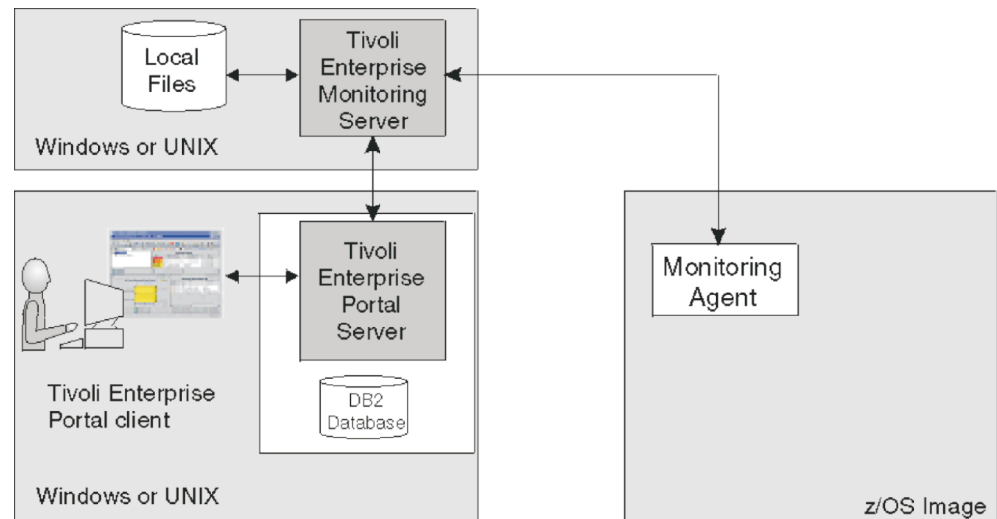 Local
Files
Tivoli
Enterprise
Monitoring
Server
Windows or UNIX
Tivoli
Enterprise
Portal
Server
Monitoring
Agent
Tivoli Enterprise
Portal client
DB2
Database
Windows or UNIX
z/OS Image